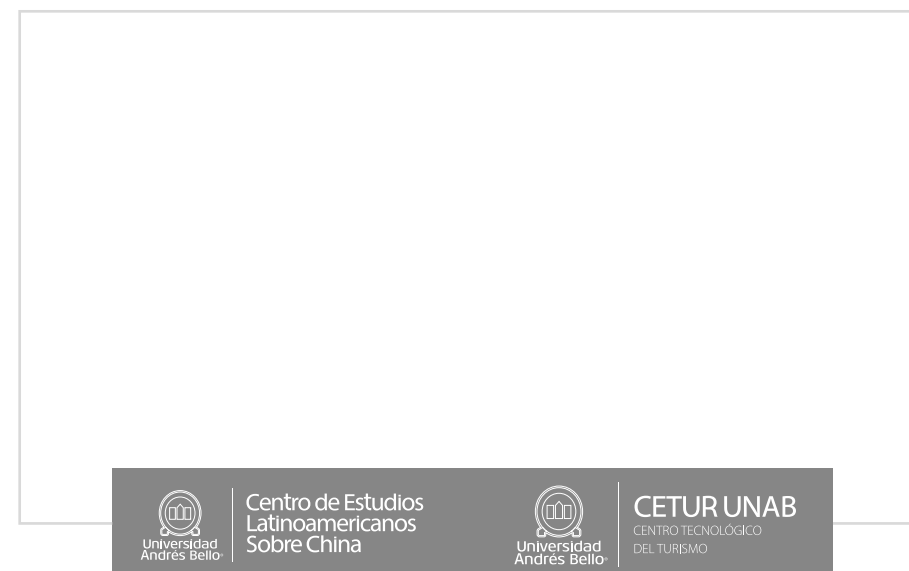 Universidad
Andrés Bello
Centro de Estudios
Latinoamericanos
Sobre China
Universidad
Andrés Bello
CETUR UNAB
CENTRO TECNOLÓGICO
DEL TURISMO